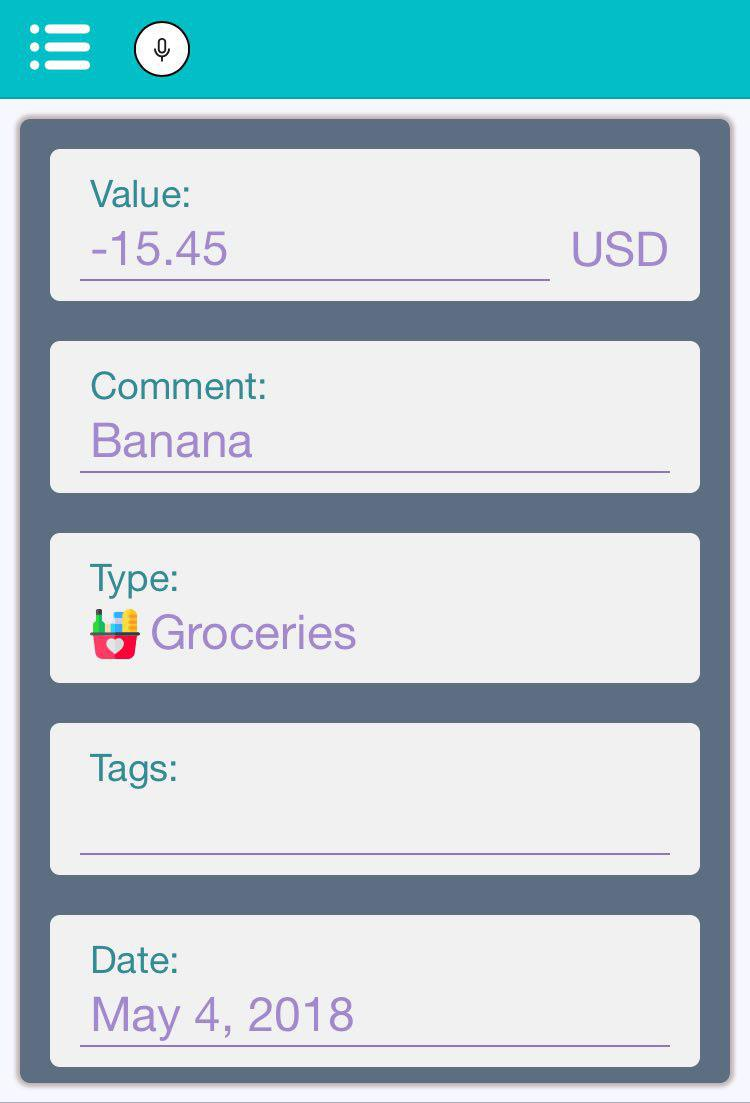 Value:
-15.45 USD
Comment:
Banana
Type:
Groceries
Tags:
Date:
May 4, 2018